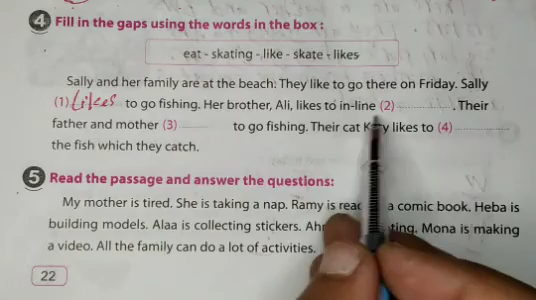 4 Fill in the gaps using the words in the box :
eat - skating - like - skate - likes
Sally and her family are at the beach. They like to go there on Friday. Sally
(1) Likes to go fishing. Her brother, Ali, likes to in-line (2) .......... . Their
father and mother (3) .......... to go fishing. Their cat likes to (4) ..........
the fish which they catch.
5 Read the passage and answer the questions:
My mother is tired. She is taking a nap. Ramy is a comic book. Heba is
building models. Alaa is collecting stickers. Mona is making
a video. All the family can do a lot of activities.
22